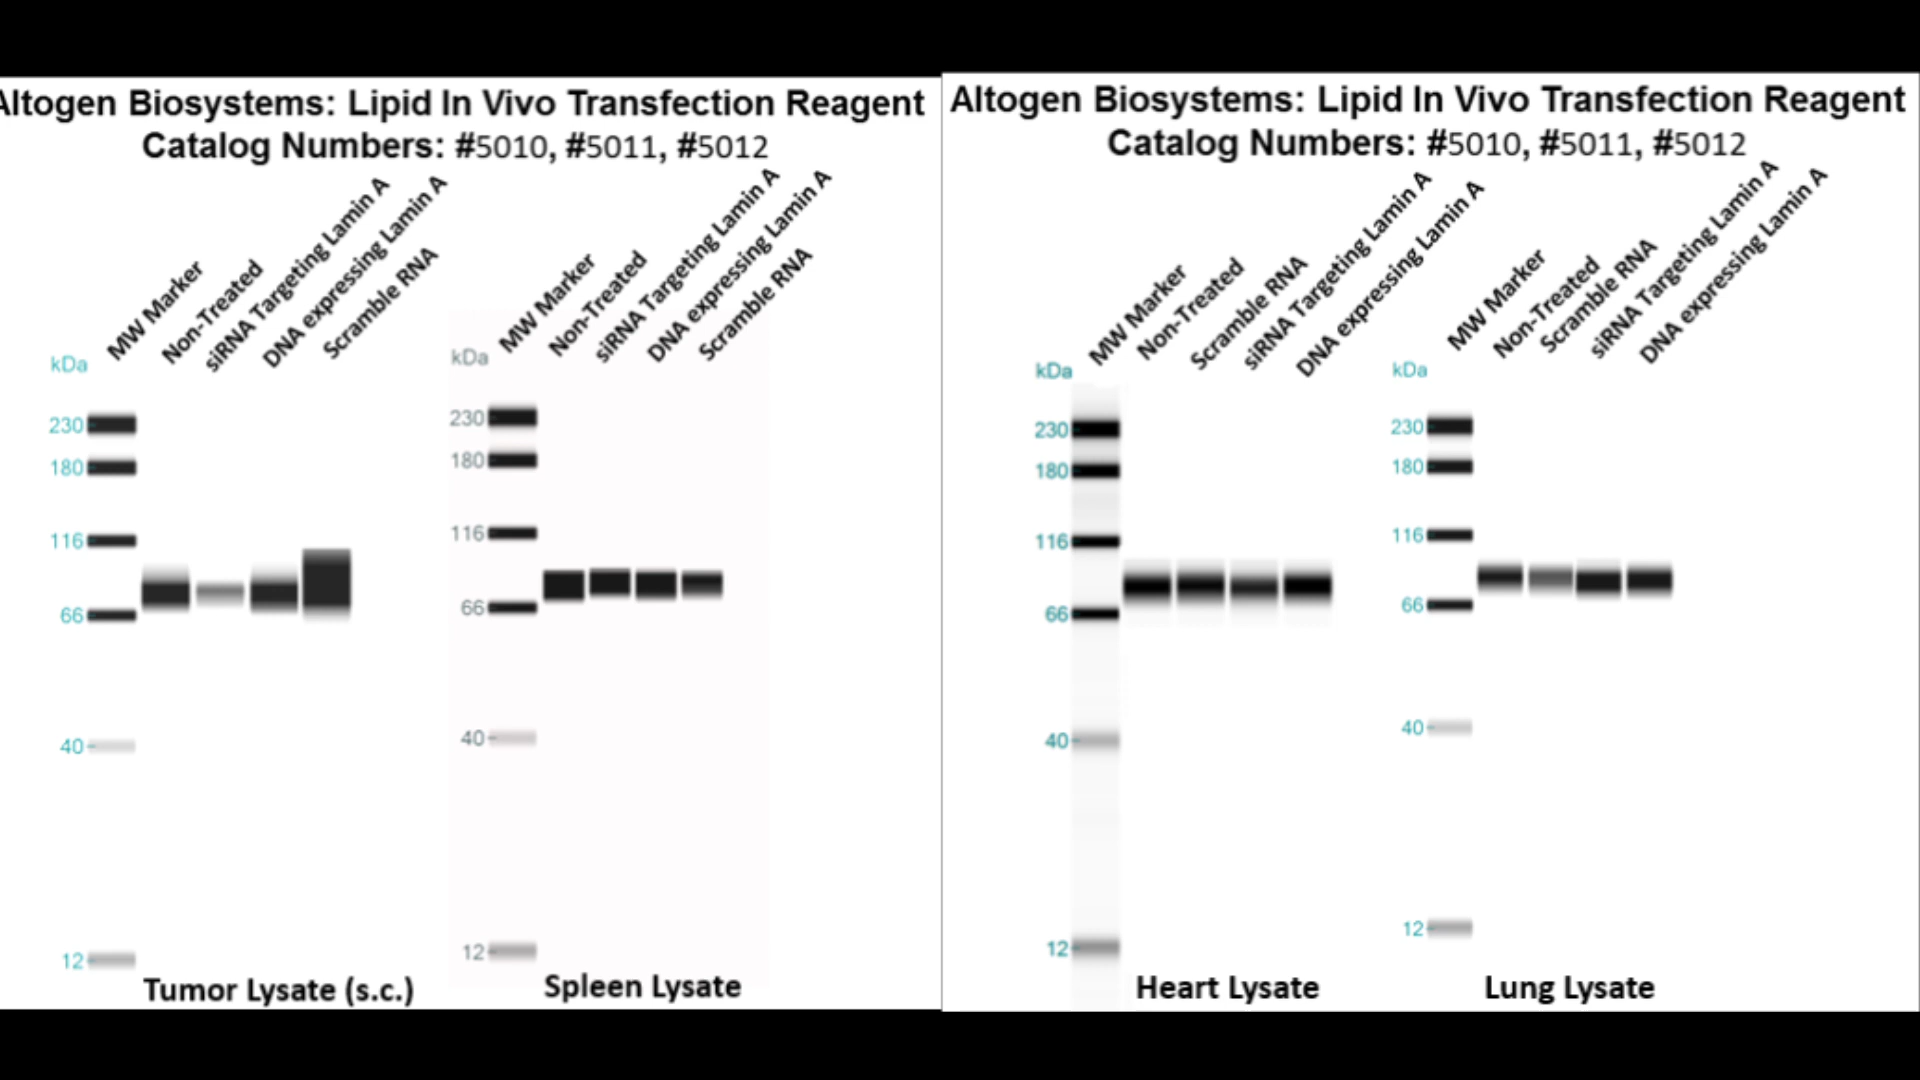 Altogen Biosystems: Lipid In Vivo Transfection Reagent
Catalog Numbers: #5010, #5011, #5012
MW Marker
Non-Treated
siRNA Targeting Lamin A
DNA expressing Lamin A
Scramble RNA
kDa
230
180
116
66
40
12
Tumor Lysate (s.c.)
MW Marker
Non-Treated
siRNA Targeting Lamin A
DNA expressing Lamin A
Scramble RNA
kDa
230
180
116
66
40
12
Spleen Lysate
Altogen Biosystems: Lipid In Vivo Transfection Reagent
Catalog Numbers: #5010, #5011, #5012
MW Marker
Non-Treated
Scramble RNA
siRNA Targeting Lamin A
DNA expressing Lamin A
kDa
230
180
116
66
40
12
Heart Lysate
MW Marker
Non-Treated
Scramble RNA
siRNA Targeting Lamin A
DNA expressing Lamin A
kDa
230
180
116
66
40
12
Lung Lysate